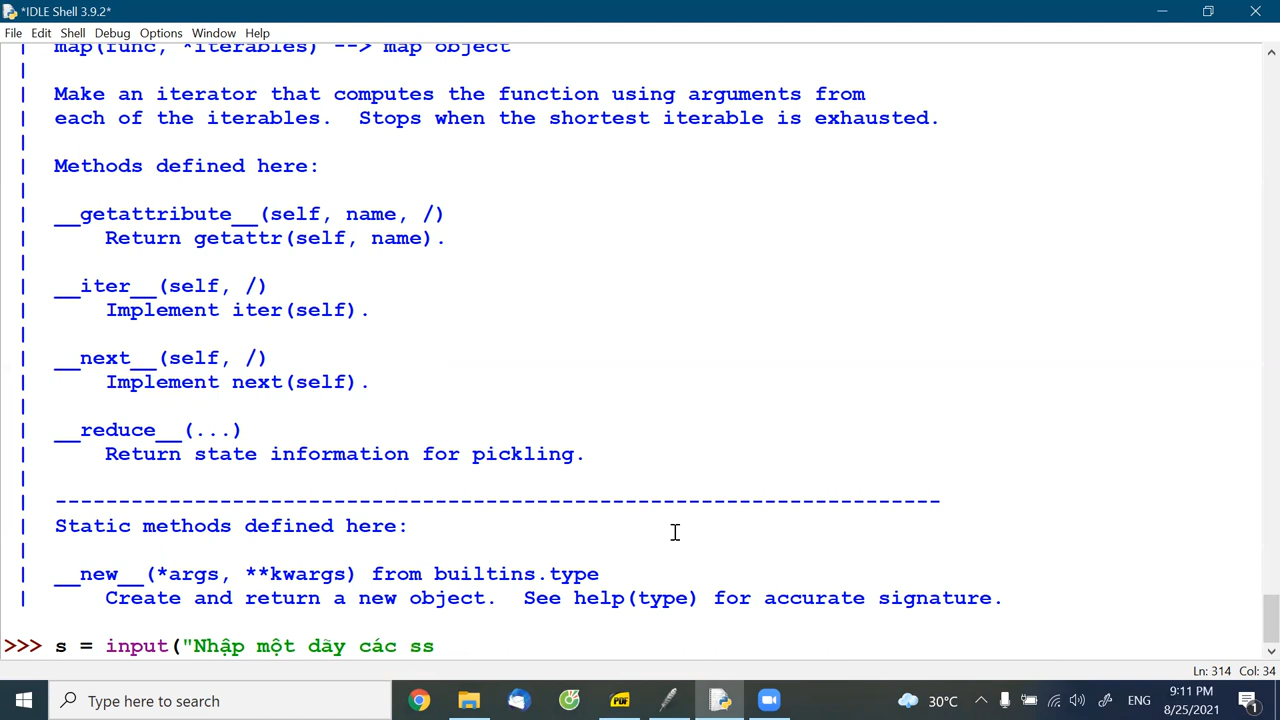 *IDLE Shell 3.9.2*
File Edit Shell Debug Options Window Help
| map(func, *iterables) --> map object
|
| Make an iterator that computes the function using arguments from
| each of the iterables.  Stops when the shortest iterable is exhausted.
|
| Methods defined here:
|
| __getattribute__(self, name, /)
|     Return getattr(self, name).
|
| __iter__(self, /)
|     Implement iter(self).
|
| __next__(self, /)
|     Implement next(self).
|
| __reduce__(...)
|     Return state information for pickling.
|
| ----------------------------------------------------------------------
| Static methods defined here:
|
| __new__(*args, **kwargs) from builtins.type
|     Create and return a new object.  See help(type) for accurate signature.
>>> s = input("Nhập một dãy các ss
Ln: 314 Col: 34
Type here to search
PDF
30°C
ENG
9:11 PM
8/25/2021
1